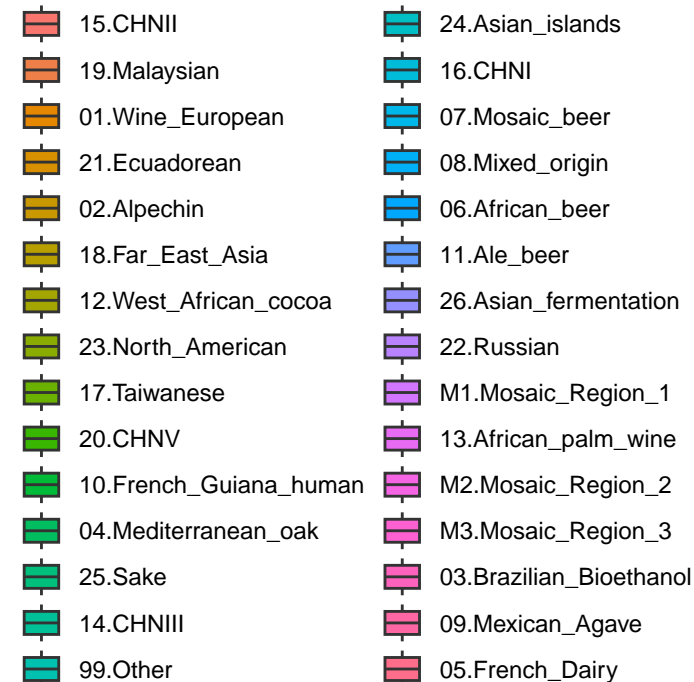 15.CHNII
19.Malaysian
01.Wine_European
21.Ecuadorean
02.Alpechin
18.Far_East_Asia
12.West_African_cocoa
23.North_American
17.Taiwanese
20.CHNV
10.French_Guiana_human
04.Mediterranean_oak
25.Sake
14.CHNIII
99.Other
24.Asian_islands
16.CHNI
07.Mosaic_beer
08.Mixed_origin
06.African_beer
11.Ale_beer
26.Asian_fermentation
22.Russian
M1.Mosaic_Region_1
13.African_palm_wine
M2.Mosaic_Region_2
M3.Mosaic_Region_3
03.Brazilian_Bioethanol
09.Mexican_Agave
05.French_Dairy